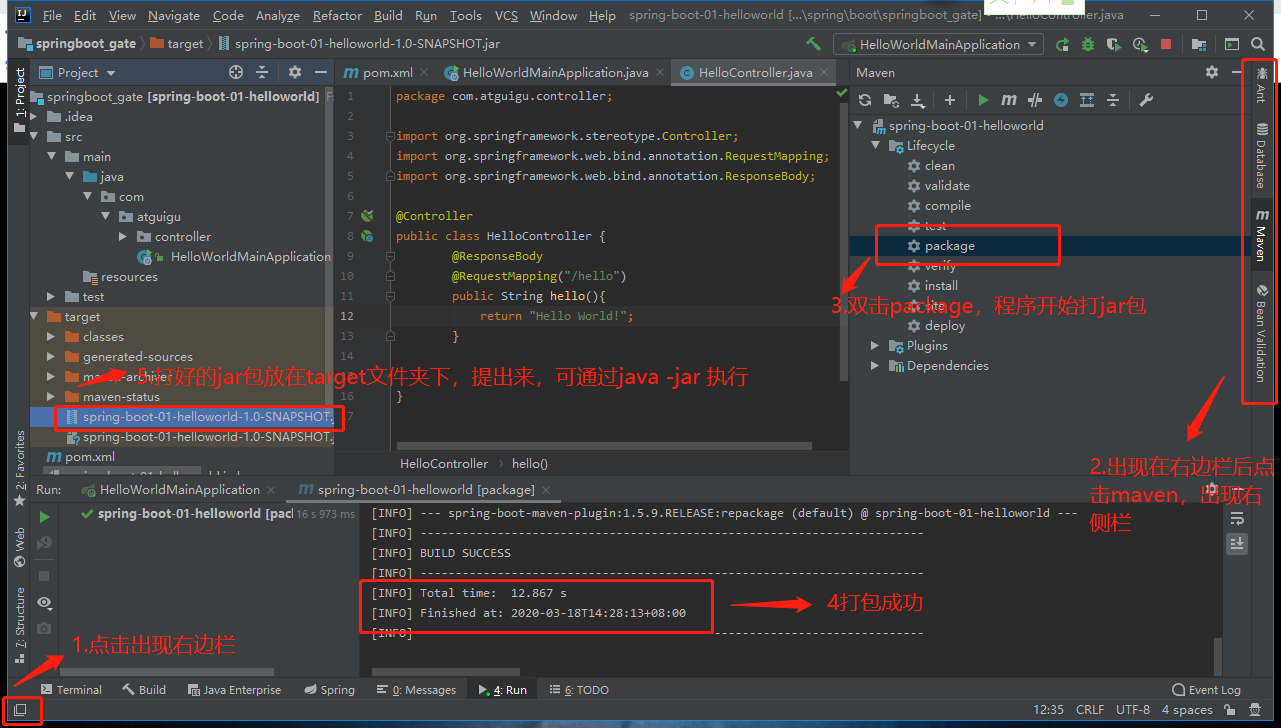 File Edit View Navigate Code Analyze Refactor Build Run Tools VCS Window Help spring-boot-01-helloworld [...\spring\boot\springboot_gate] - ...\HelloController.java
springboot_gate target spring-boot-01-helloworld-1.0-SNAPSHOT.jar
HelloWorldMainApplication
Project
pom.xml HelloWorldMainApplication.java HelloController.java
Maven
1: Project
springboot_gate [spring-boot-01-helloworld]
.idea
src
main
java
com
atguigu
controller
HelloWorldMainApplication
resources
test
target
classes
generated-sources
maven-archiver
maven-status
spring-boot-01-helloworld-1.0-SNAPSHOT.
spring-boot-01-helloworld-1.0-SNAPSHOT.
pom.xml
1 package com.atguigu.controller;
2
3 import org.springframework.stereotype.Controller;
4 import org.springframework.web.bind.annotation.RequestMapping;
5 import org.springframework.web.bind.annotation.ResponseBody;
6
7 @Controller
8 public class HelloController {
9 @ResponseBody
10 @RequestMapping("/hello")
11 public String hello(){
12 return "Hello World!";
13 }
14
16 }
17
HelloController hello()
spring-boot-01-helloworld
Lifecycle
clean
validate
compile
test
package
verify
install
site
deploy
Plugins
Dependencies
Ant
Database
Maven
Bean Validation
3.双击package，程序开始打jar包
5.打好的jar包放在target文件夹下，提出来，可通过java -jar 执行
2.出现在右边栏后点
击maven，出现右
侧栏
Run: HelloWorldMainApplication spring-boot-01-helloworld [package]
spring-boot-01-helloworld [pac 16 s 973 ms
[INFO] --- spring-boot-maven-plugin:1.5.9.RELEASE:repackage (default) @ spring-boot-01-helloworld ---
[INFO] ------------------------------------------------------------------------
[INFO] BUILD SUCCESS
[INFO] ------------------------------------------------------------------------
[INFO] Total time: 12.867 s
[INFO] Finished at: 2020-03-18T14:28:13+08:00
[INFO] ------------------------------------------------------------------------
4打包成功
2: Favorites
Web
7: Structure
1.点击出现右边栏
Terminal Build Java Enterprise Spring 0: Messages 4: Run 6: TODO Event Log
12:35 CRLF UTF-8 4 spaces